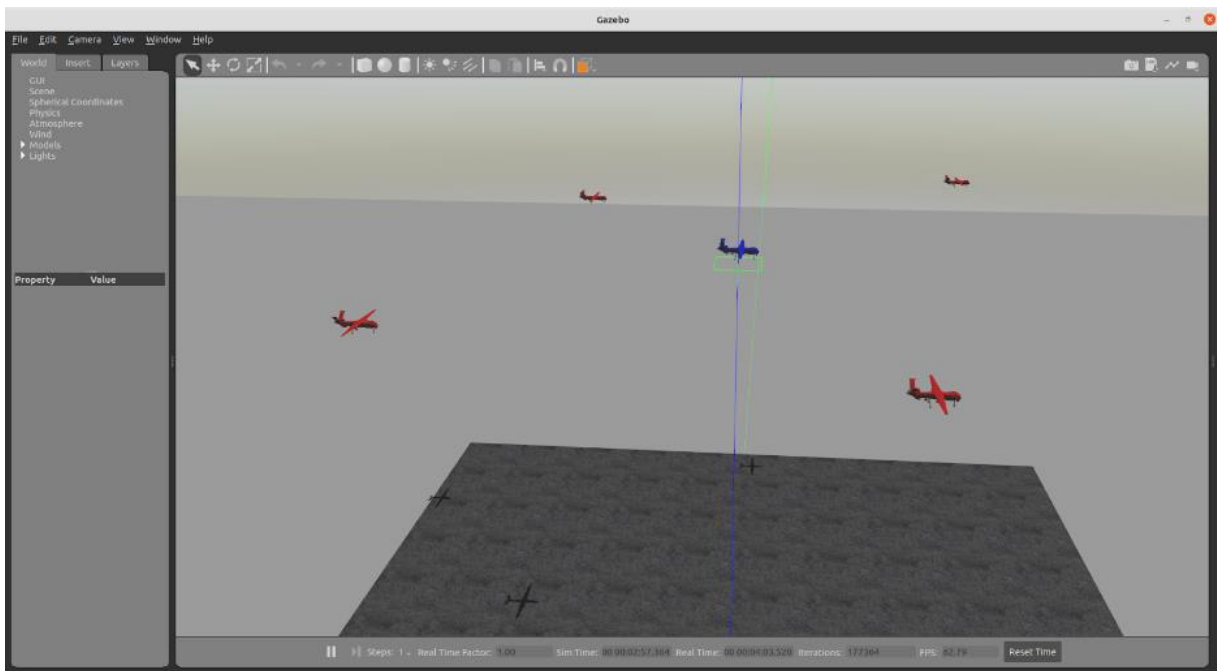 Gazebo
File Edit Camera View Window Help
World Insert Layers
GUI
Scene
Spherical Coordinates
Physics
Atmosphere
Wind
Models
Lights
Property Value
Steps: 1 Real Time Factor: 1.00 Sim Time: 00 00:02:57.364 Real Time: 00 00:04:03.520 Iterations: 177364 FPS: 62.79 Reset Time